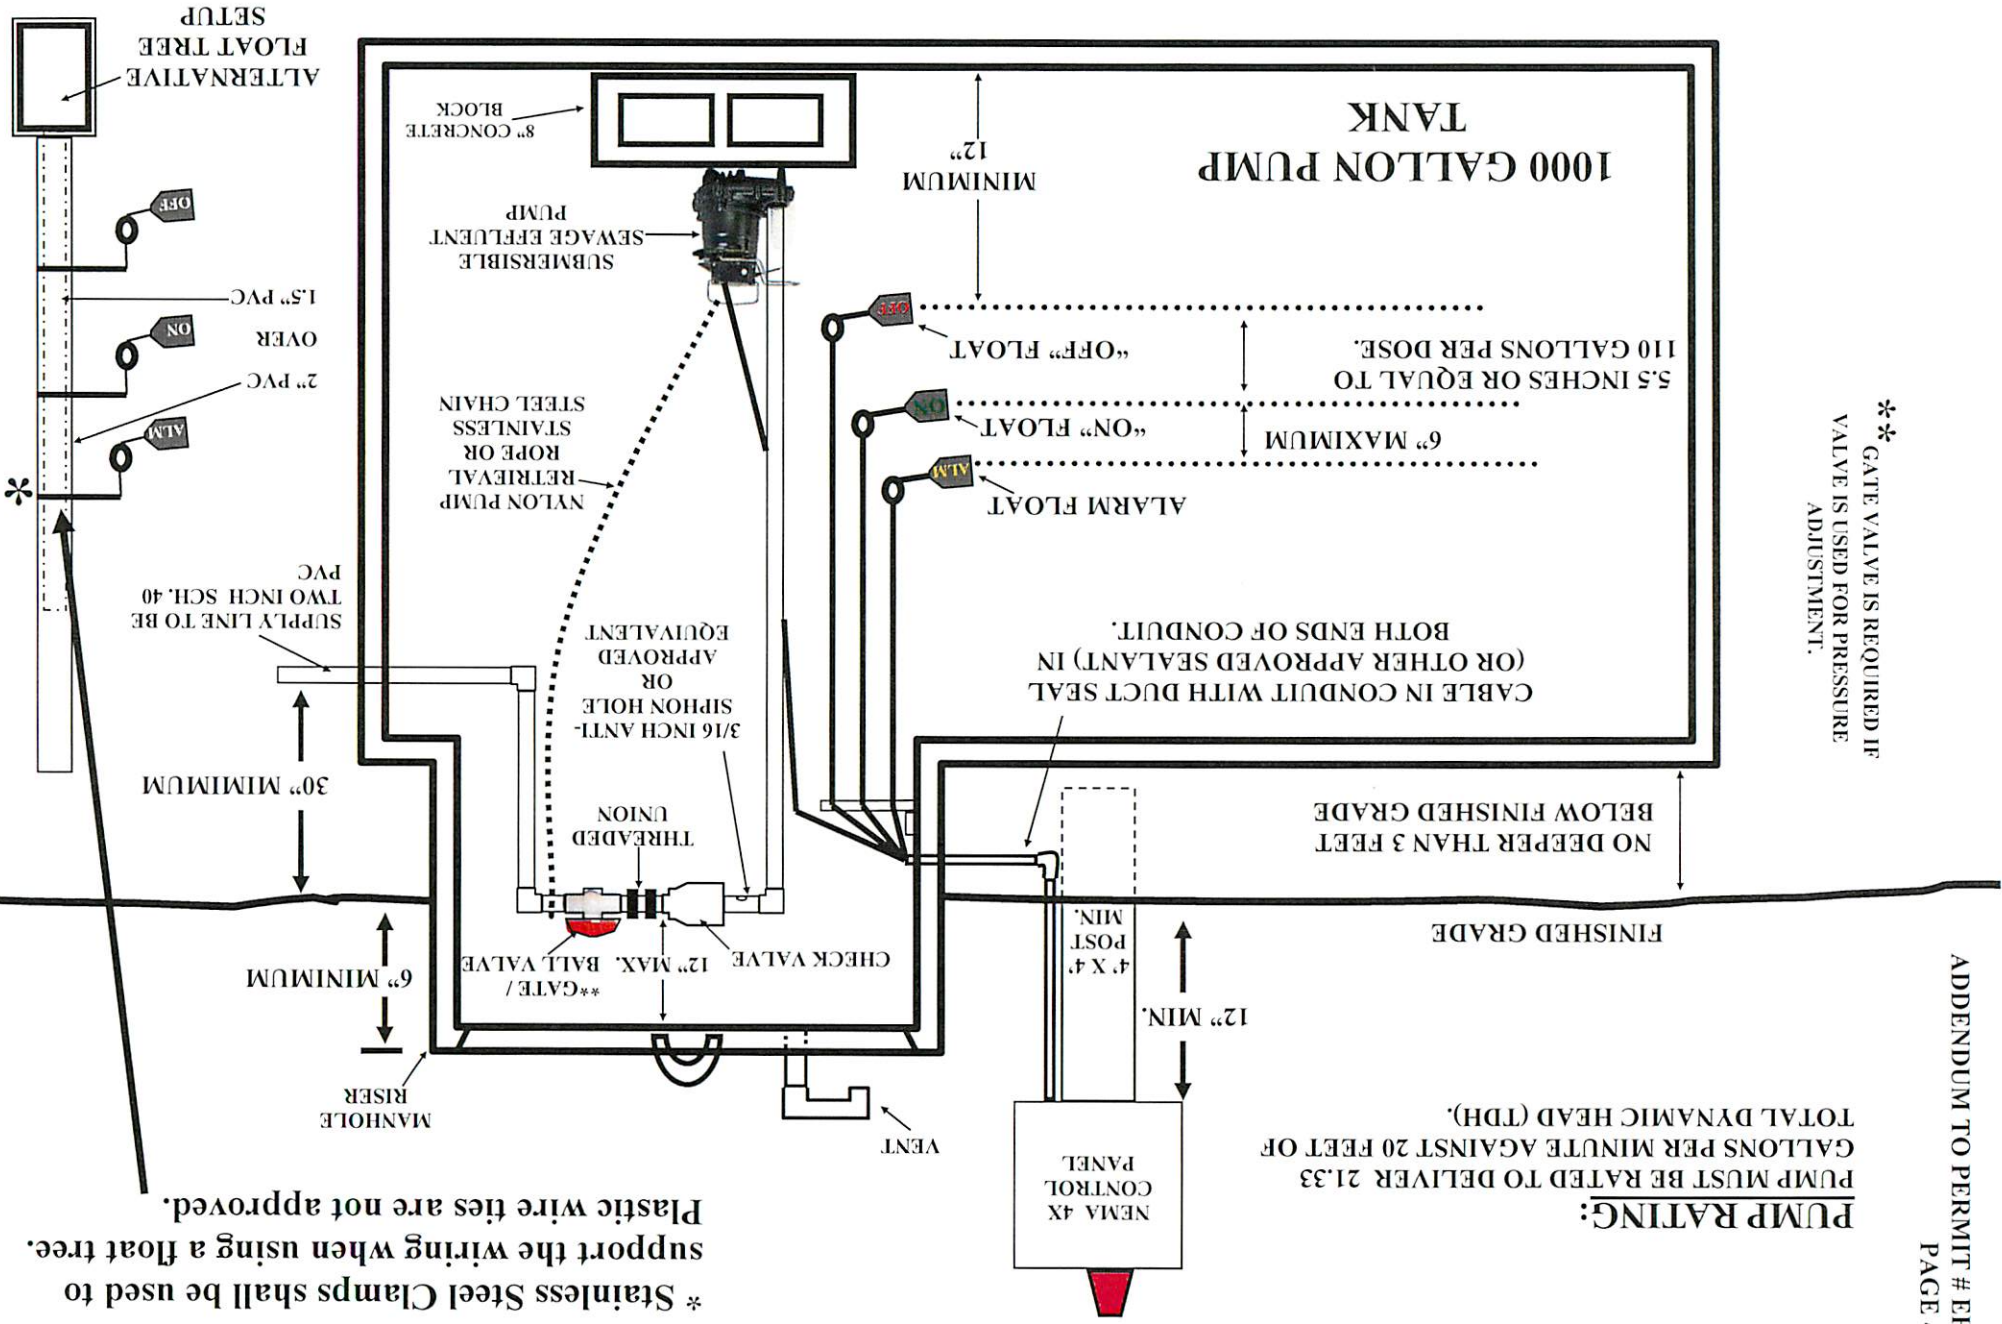 ADDENDUM TO PERMIT # EH
PAGE
PUMP RATING:
PUMP MUST BE RATED TO DELIVER 21.33
GALLONS PER MINUTE AGAINST 20 FEET OF
TOTAL DYNAMIC HEAD (TDH).
NEMA 4X
CONTROL
PANEL
* Stainless Steel Clamps shall be used to
support the wiring when using a float tree.
Plastic wire ties are not approved.
VENT
MANHOLE
RISER
12" MIN.
4' X 4'
POST
MIN.
FINISHED GRADE
CHECK VALVE
12" MAX.
**GATE /
BALL VALVE
6" MINIMUM
NO DEEPER THAN 3 FEET
BELOW FINISHED GRADE
THREADED
UNION
30" MIMIMUM
CABLE IN CONDUIT WITH DUCT SEAL
(OR OTHER APPROVED SEALANT) IN
BOTH ENDS OF CONDUIT.
3/16 INCH ANTI-
SIPHON HOLE
OR
APPROVED
EQUIVALENT
SUPPLY LINE TO BE
TWO INCH SCH. 40
PVC
** GATE VALVE IS REQUIRED IF
VALVE IS USED FOR PRESSURE
ADJUSTMENT.
ALARM FLOAT
ALM
6" MAXIMUM
"ON" FLOAT
ON
5.5 INCHES OR EQUAL TO
110 GALLONS PER DOSE.
"OFF" FLOAT
OFF
NYLON PUMP
RETRIEVAL
ROPE OR
STAINLESS
STEEL CHAIN
*
ALM
2" PVC
OVER
1.5" PVC
ON
OFF
1000 GALLON PUMP
TANK
MINIMUM
12"
SUBMERSIBLE
SEWAGE EFFLUENT
PUMP
8" CONCRETE
BLOCK
ALTERNATIVE
FLOAT TREE
SETUP